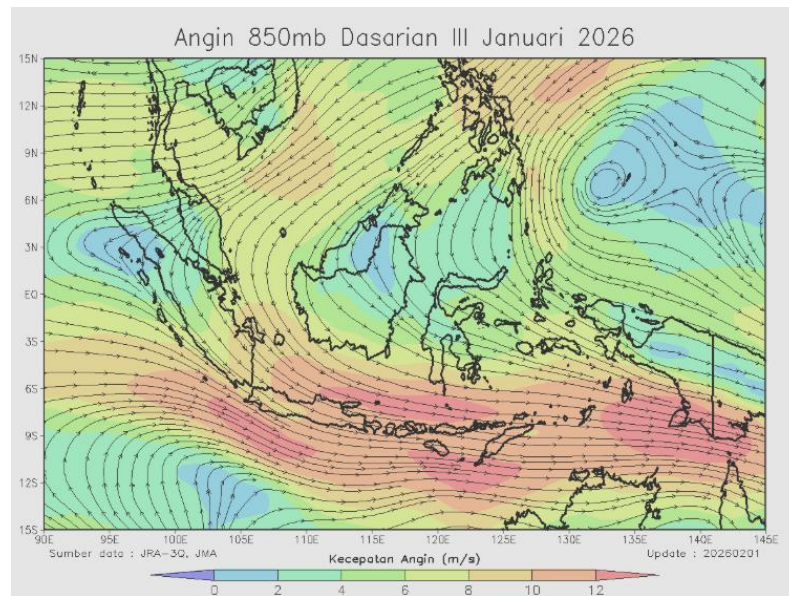 Angin 850mb Dasarian III Januari 2026
15N
12N
9N
6N
3N
EQ
3S
6S
9S
12S
15S
90E 95E 100E 105E 110E 115E 120E 125E 130E 135E 140E 145E
Sumber data : JRA-3Q, JMA
Kecepatan Angin (m/s)
Update : 20260201
0 2 4 6 8 10 12